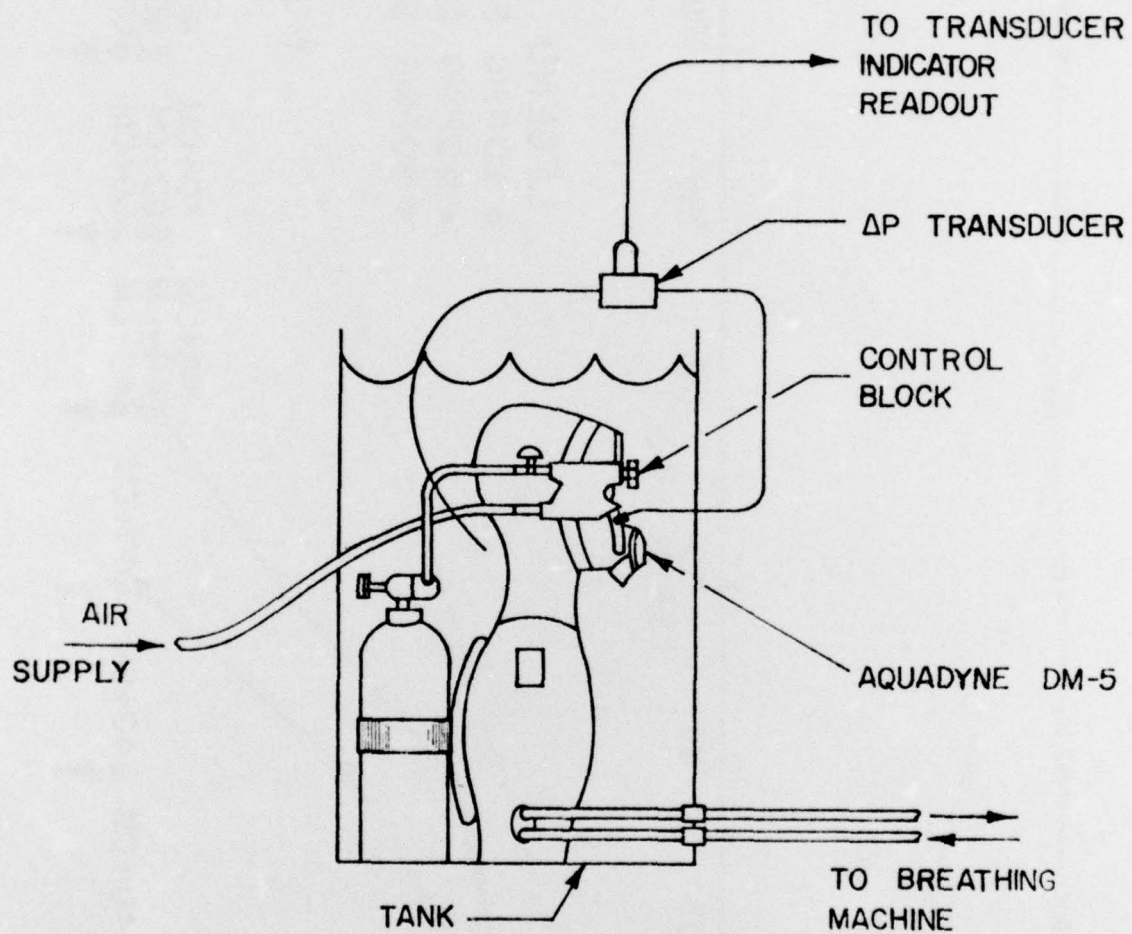 TO TRANSDUCER
INDICATOR
READOUT
ΔP TRANSDUCER
CONTROL
BLOCK
AIR
SUPPLY
AQUADYNE DM-5
TO BREATHING
MACHINE
TANK